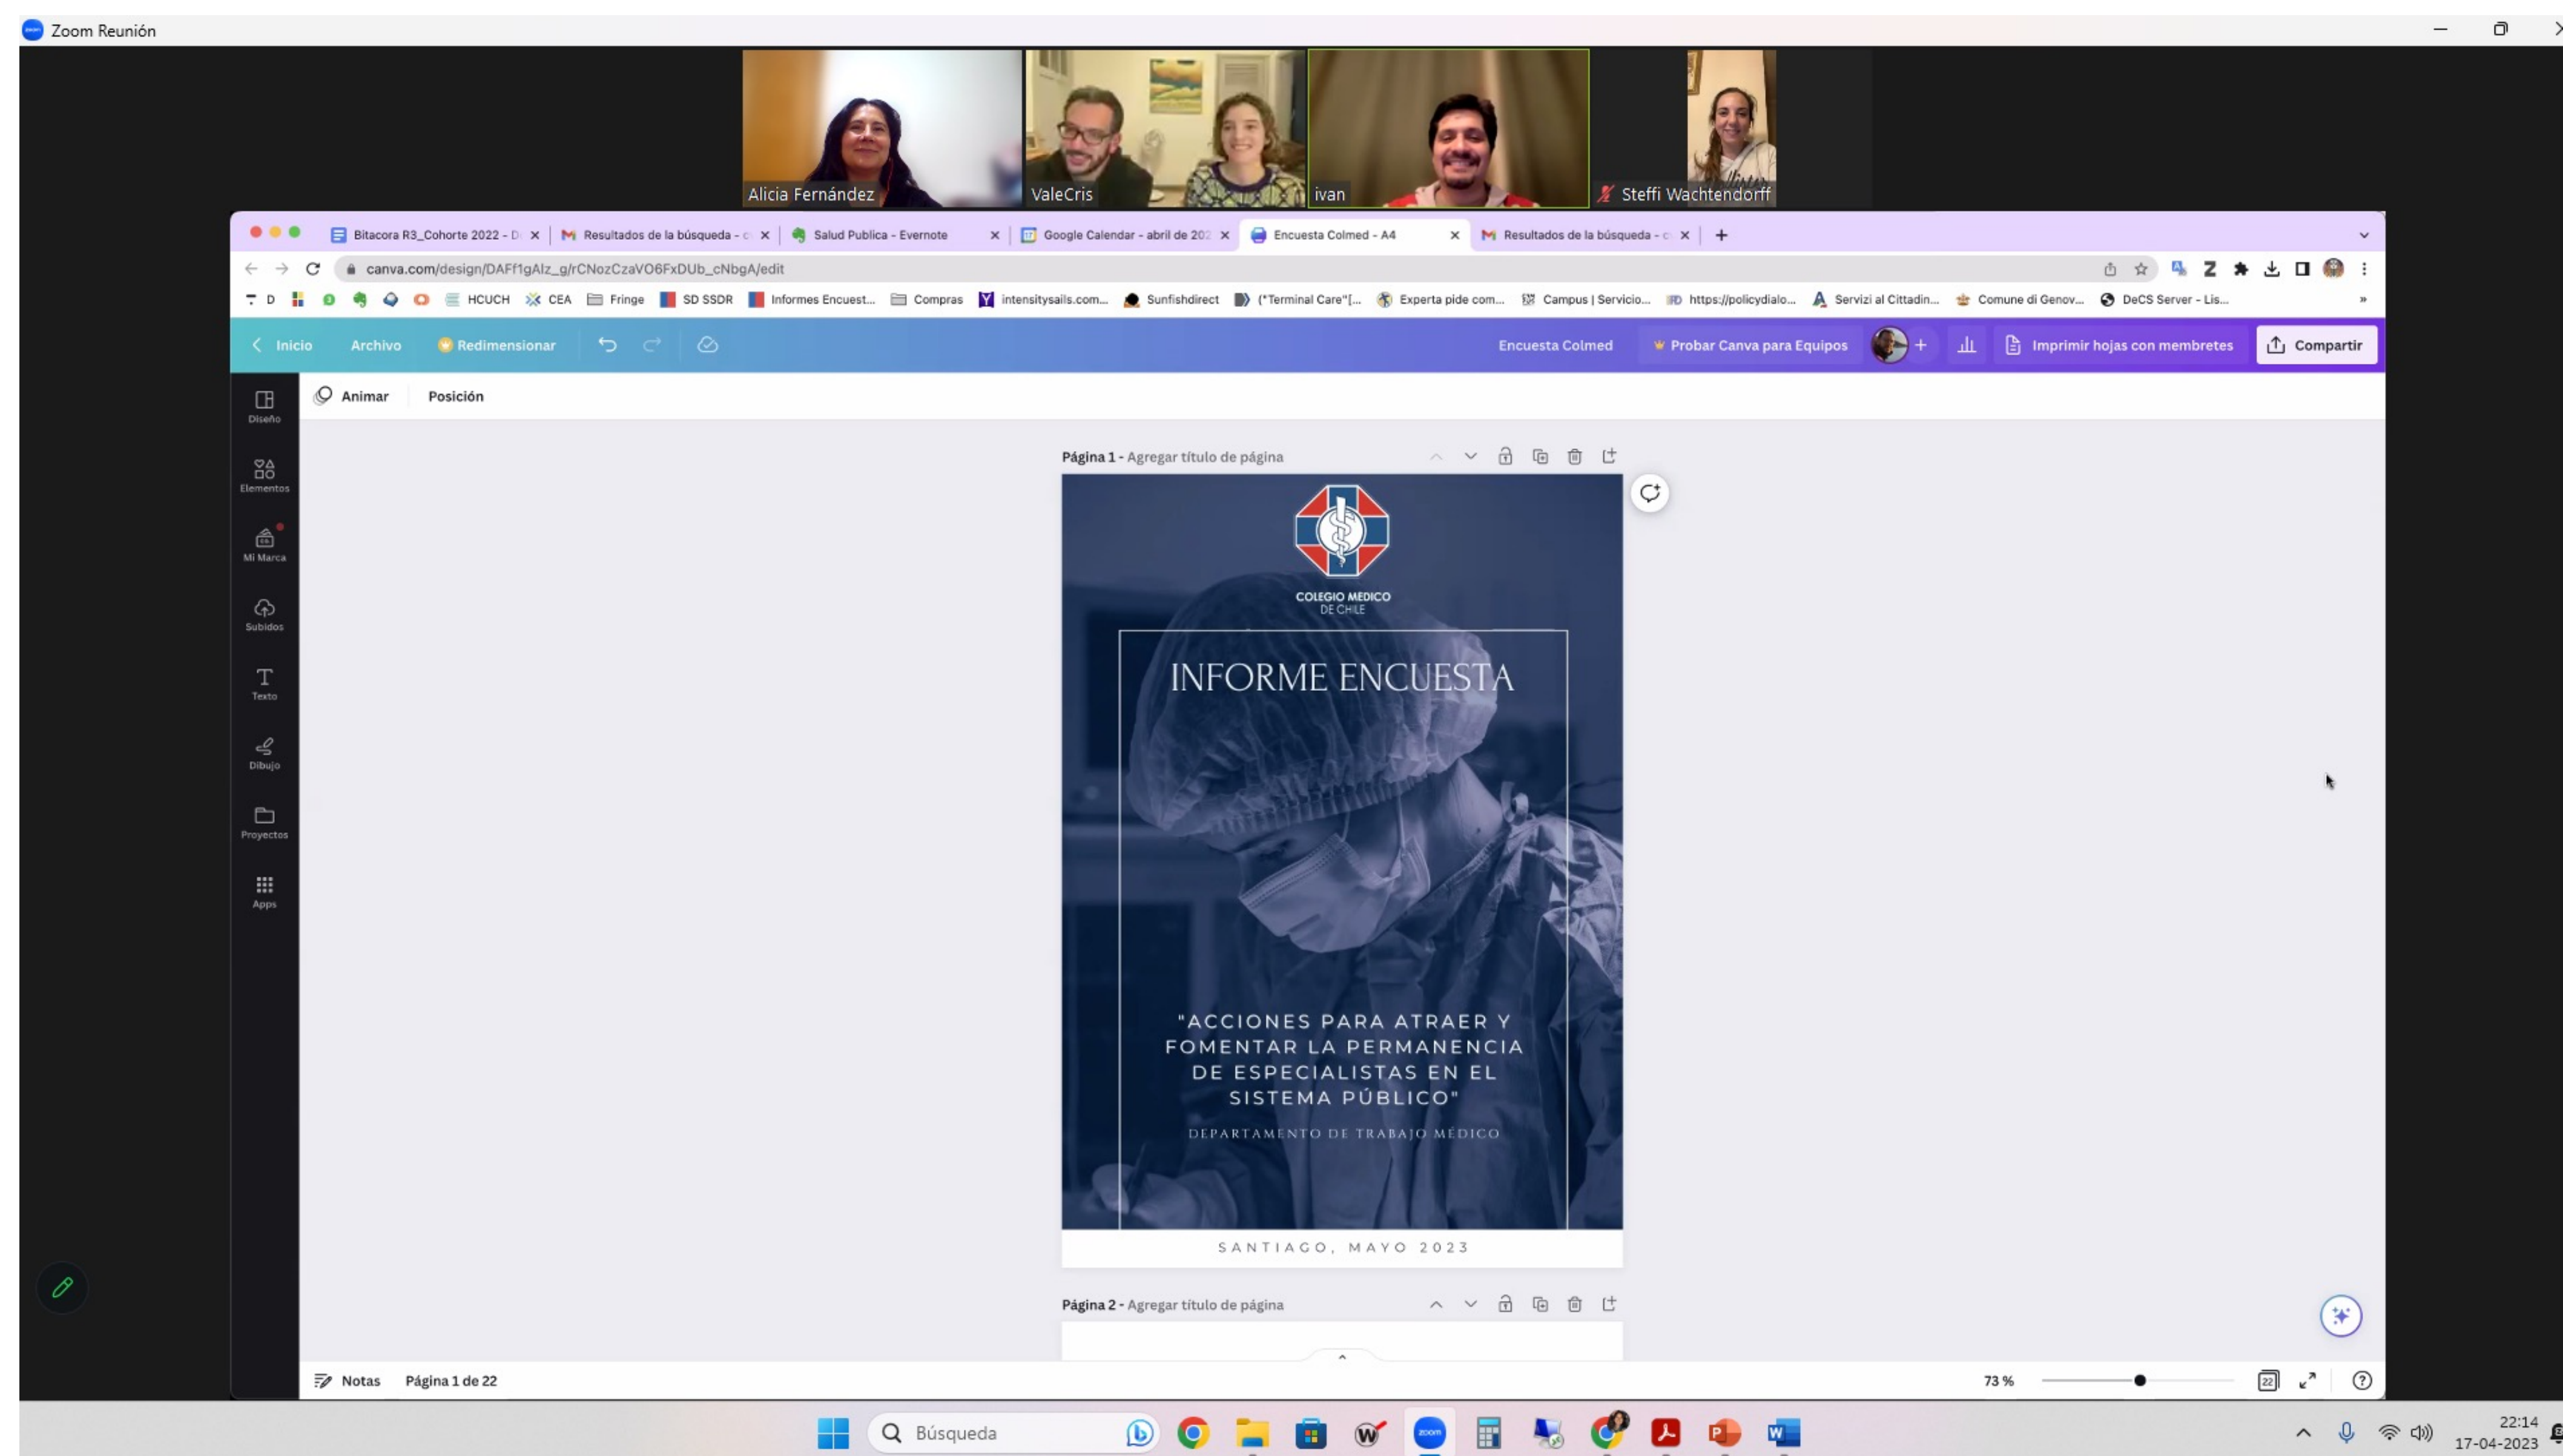 Zoom Reunión
Alicia Fernández
ValeCris
ivan
Steffi Wachtendorff
Bitacora R3_Cohorte 2022 - D
Resultados de la búsqueda - c
Salud Publica - Evernote
Google Calendar - abril de 202
Encuesta Colmed - A4
Resultados de la búsqueda - c
canva.com/design/DAFf1gAIz_g/rCNozCzaVO6FxDUb_cNbgA/edit
D
HCUCH
CEA
Fringe
SD SSDR
Informes Encuest...
Compras
intensitysails.com...
Sunfishdirect
("Terminal Care"[...
Experta pide com...
Campus | Servicio...
https://policydialo...
Servizi al Cittadin...
Comune di Genov...
DeCS Server - Lis...
Inicio
Archivo
Redimensionar
Encuesta Colmed
Probar Canva para Equipos
Imprimir hojas con membretes
Compartir
Animar
Posición
Diseño
Elementos
Mi Marca
Subidos
Texto
Dibujo
Proyectos
Apps
Página 1 - Agregar título de página
COLEGIO MEDICO
DE CHILE
INFORME ENCUESTA
"ACCIONES PARA ATRAER Y
FOMENTAR LA PERMANENCIA
DE ESPECIALISTAS EN EL
SISTEMA PÚBLICO"
DEPARTAMENTO DE TRABAJO MÉDICO
SANTIAGO, MAYO 2023
Página 2 - Agregar título de página
Notas
Página 1 de 22
73 %
22
Búsqueda
zoom
22:14
17-04-2023